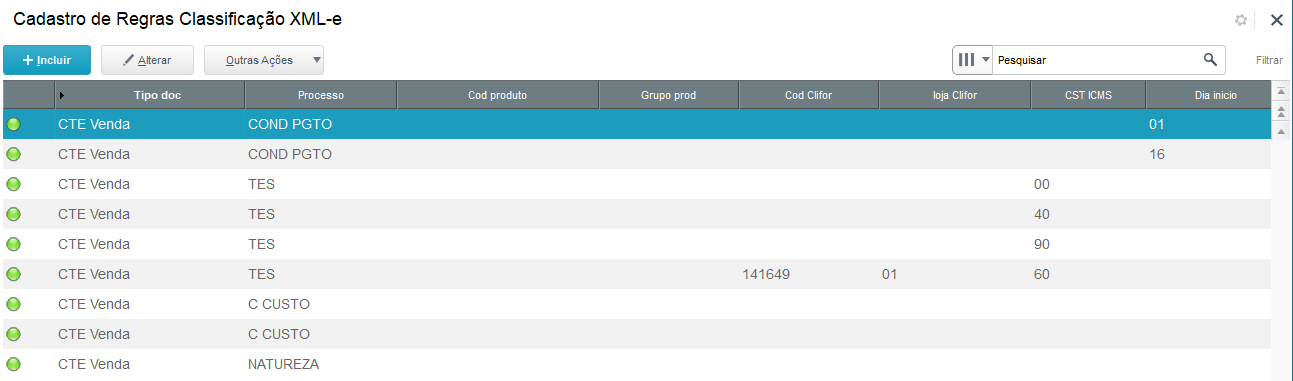 Cadastro de Regras Classificação XML-e
+ Incluir Alterar Outras Ações Pesquisar Filtrar
Tipo doc Processo Cod produto Grupo prod Cod Clifor loja Clifor CST ICMS Dia inicio
CTE Venda COND PGTO 01
CTE Venda COND PGTO 16
CTE Venda TES 00
CTE Venda TES 40
CTE Venda TES 90
CTE Venda TES 141649 01 60
CTE Venda C CUSTO
CTE Venda C CUSTO
CTE Venda NATUREZA